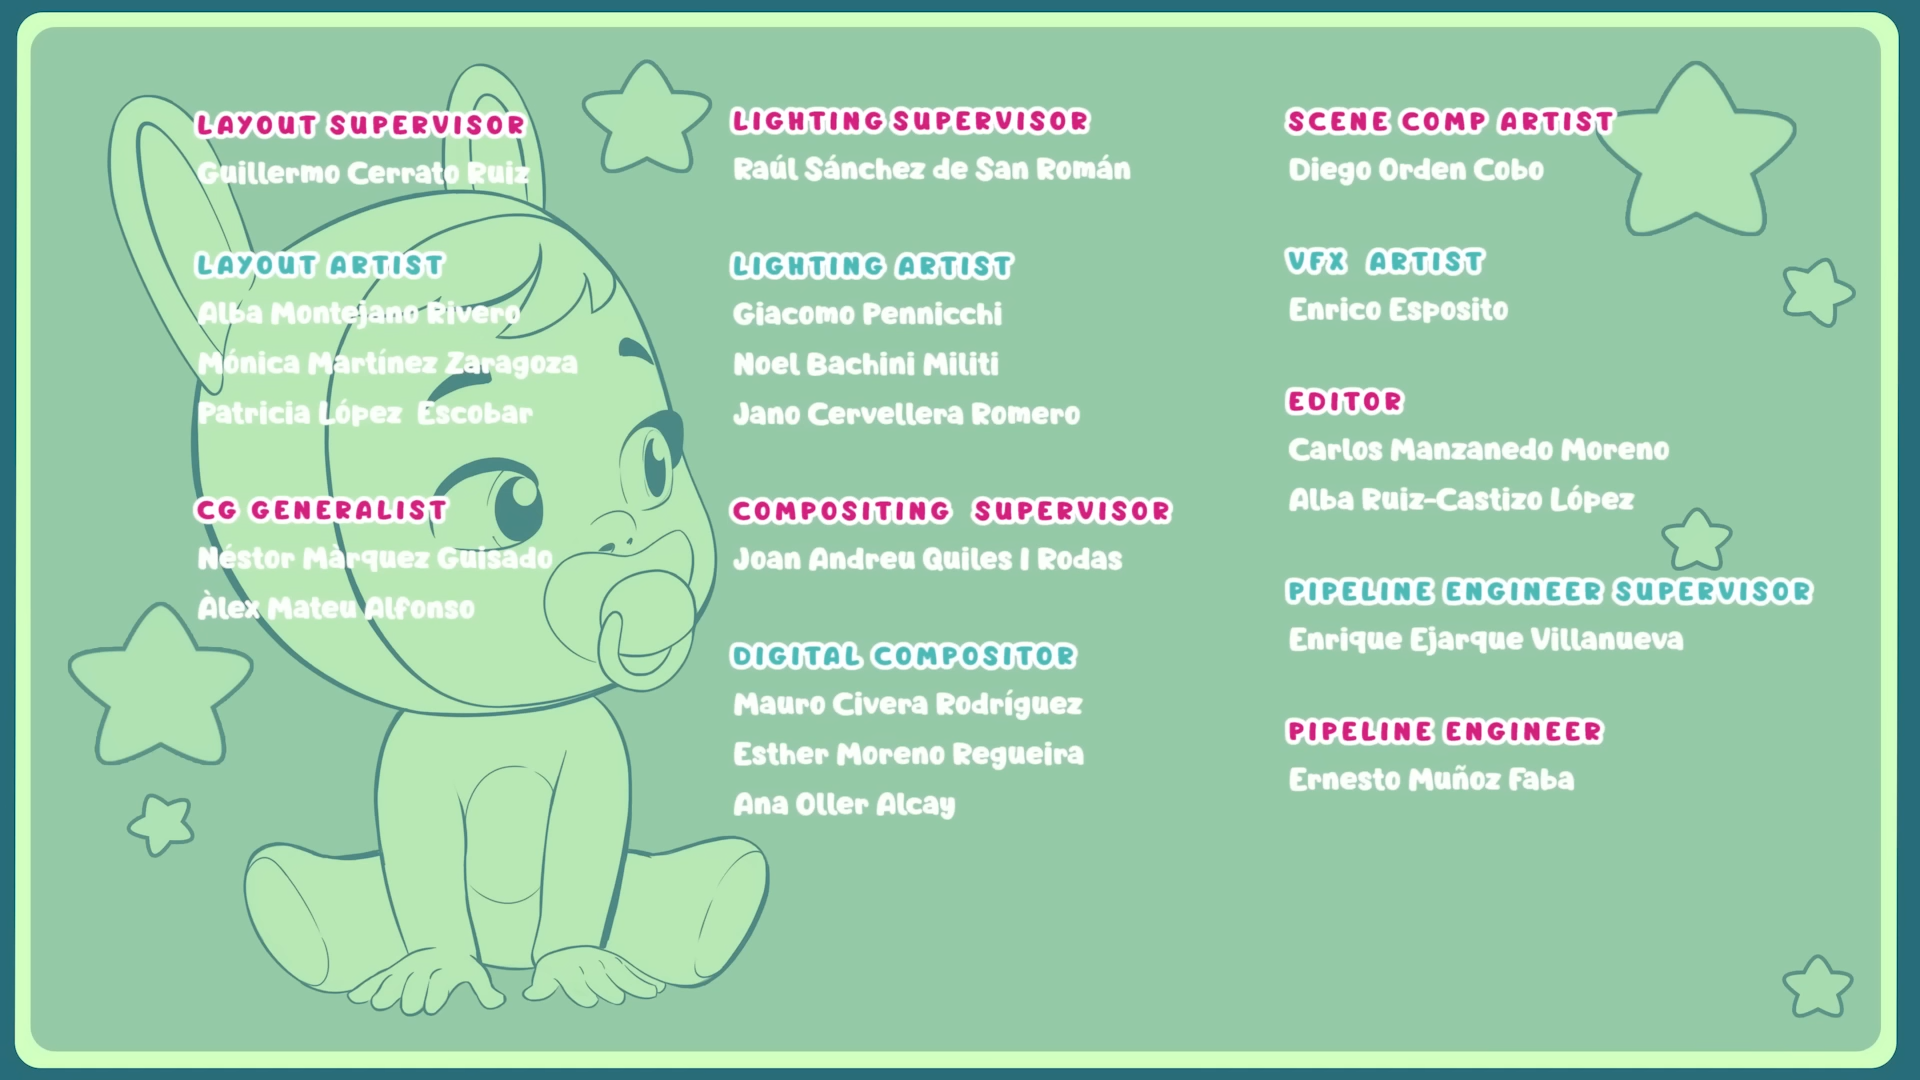 LAYOUT SUPERVISOR
Guillermo Cerrato Ruiz
LAYOUT ARTIST
Alba Montejano Rivero
Mónica Martínez Zaragoza
Patricia López Escobar
CG GENERALIST
Néstor Màrquez Guisado
Àlex Mateu Alfonso
LIGHTING SUPERVISOR
Raúl Sánchez de San Román
LIGHTING ARTIST
Giacomo Pennicchi
Noel Bachini Militi
Jano Cervellera Romero
COMPOSITING SUPERVISOR
Joan Andreu Quiles I Rodas
DIGITAL COMPOSITOR
Mauro Civera Rodríguez
Esther Moreno Regueira
Ana Oller Alcay
SCENE COMP ARTIST
Diego Orden Cobo
VFX ARTIST
Enrico Esposito
EDITOR
Carlos Manzanedo Moreno
Alba Ruiz-Castizo López
PIPELINE ENGINEER SUPERVISOR
Enrique Ejarque Villanueva
PIPELINE ENGINEER
Ernesto Muñoz Faba